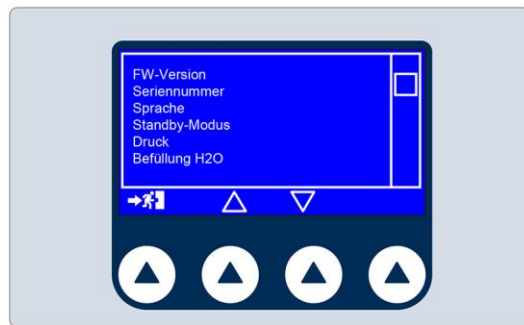 FW-Version
Seriennummer
Sprache
Standby-Modus
Druck
Befüllung H2O